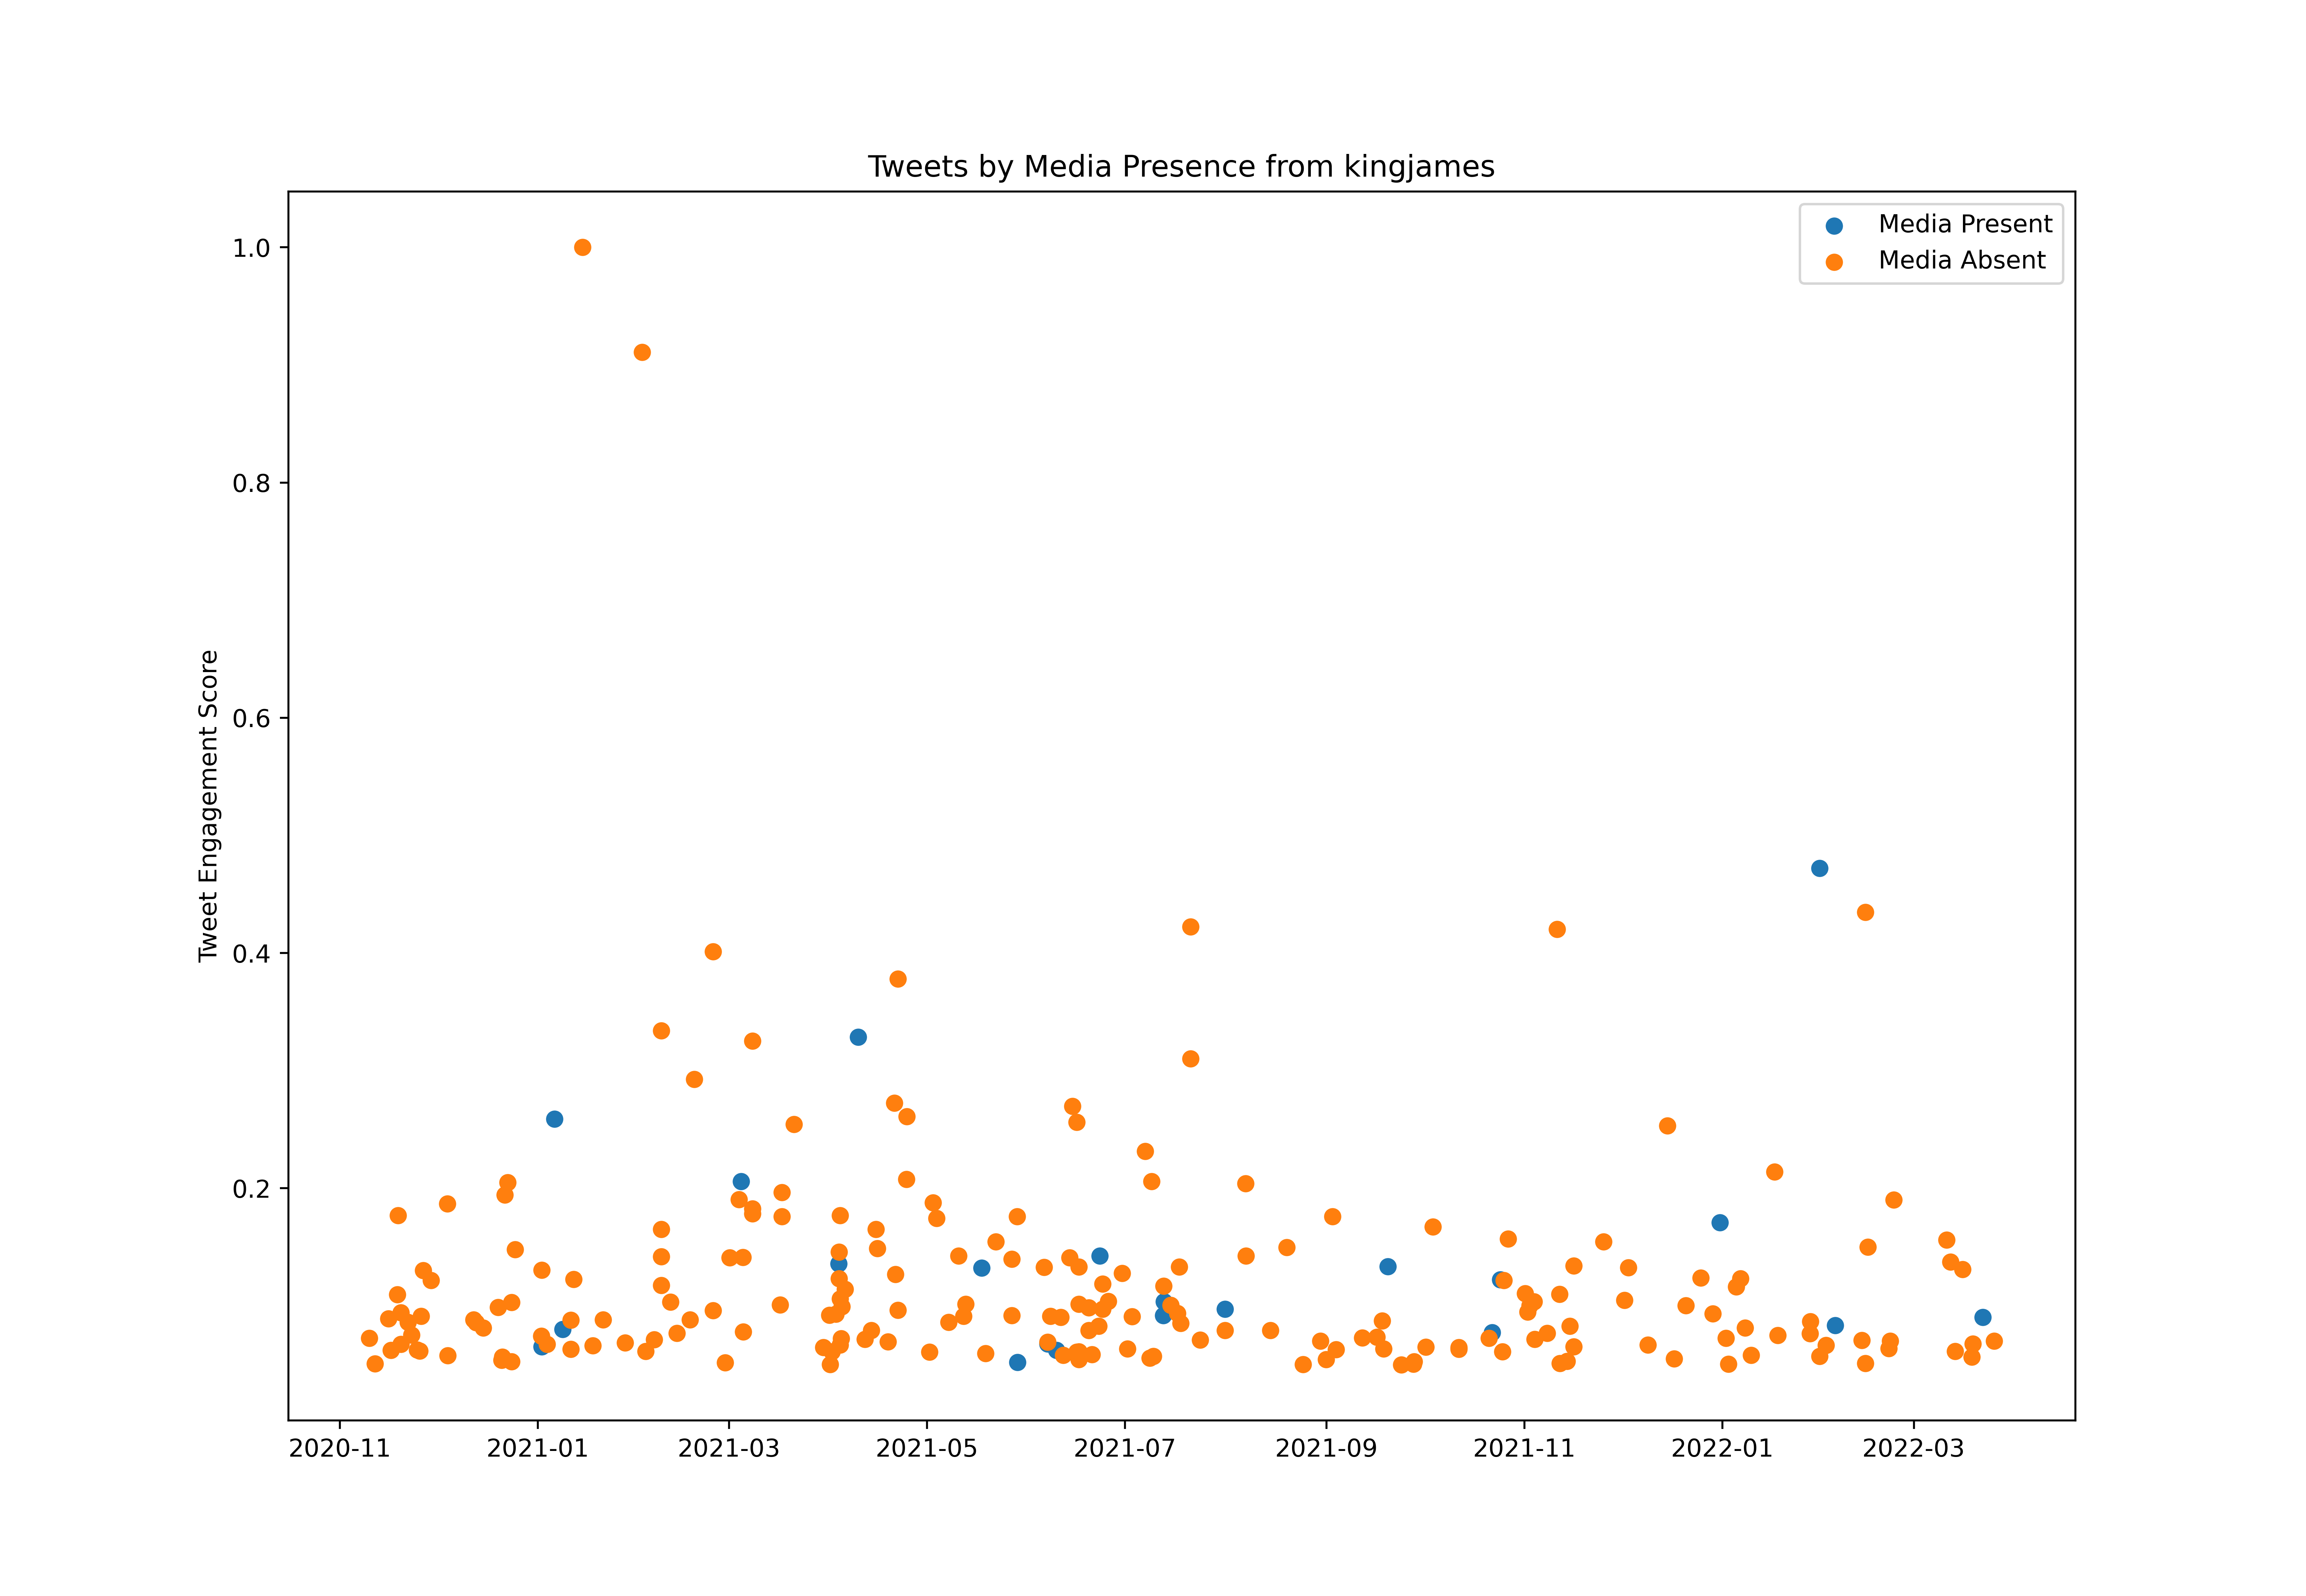 Tweets by Media Presence from kingjames
Media Present
Media Absent
1.0
0.8
0.6
0.4
0.2
Tweet Engagement Score
2020-11 2021-01 2021-03 2021-05 2021-07 2021-09 2021-11 2022-01 2022-03